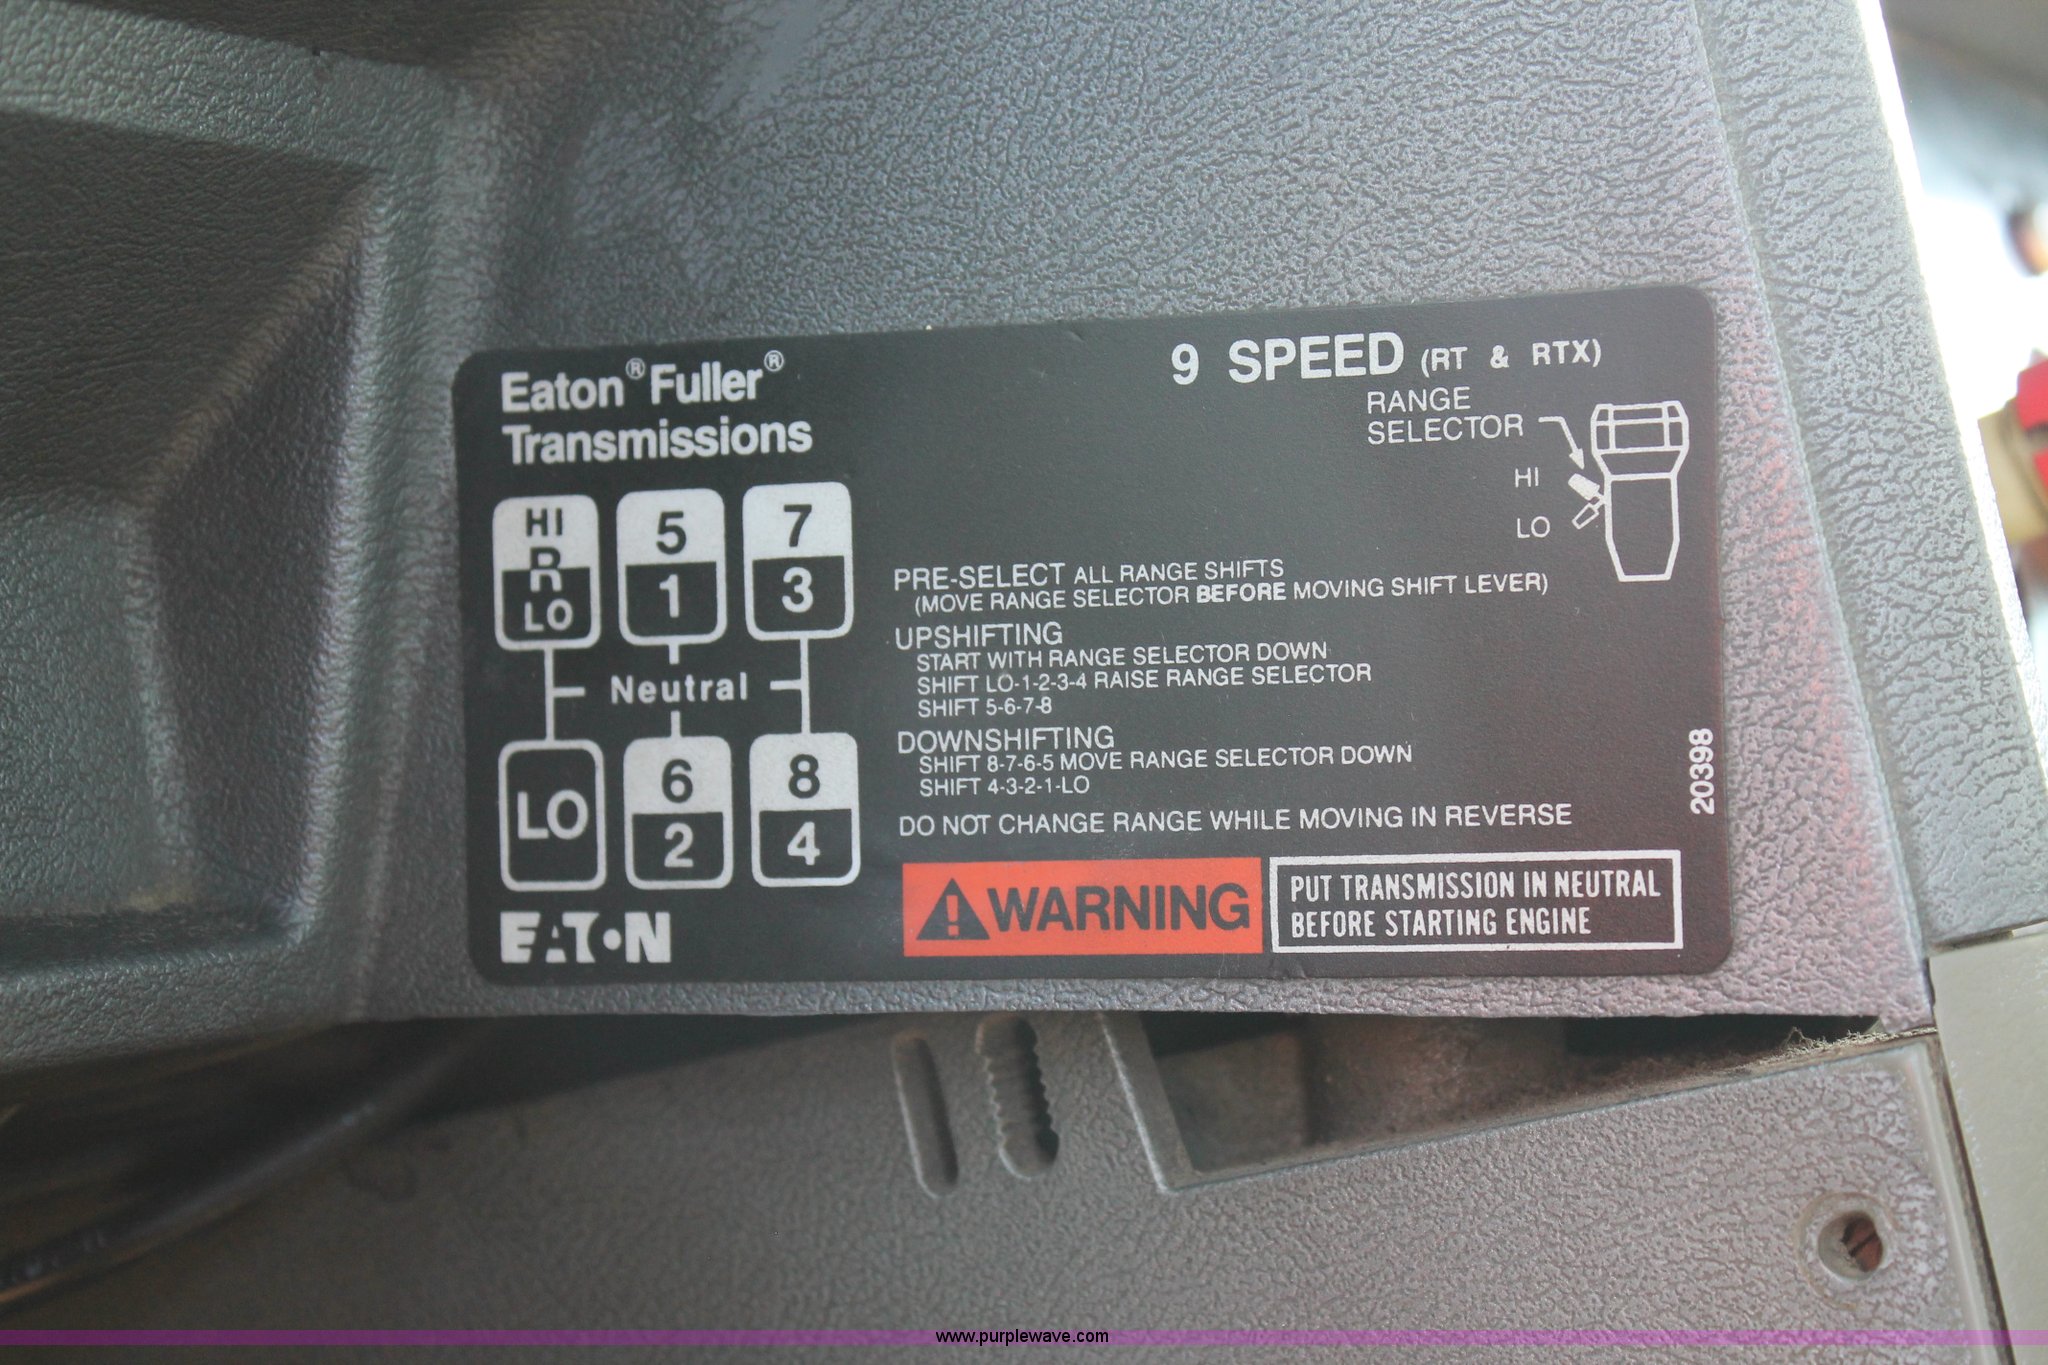 Eaton® Fuller®
Transmissions
9 SPEED (RT & RTX)
RANGE
SELECTOR
HI
LO
HI
R
LO
5
1
7
3
Neutral
LO
6
2
8
4
EATON
PRE-SELECT ALL RANGE SHIFTS
(MOVE RANGE SELECTOR BEFORE MOVING SHIFT LEVER)
UPSHIFTING
START WITH RANGE SELECTOR DOWN
SHIFT LO-1-2-3-4 RAISE RANGE SELECTOR
SHIFT 5-6-7-8
DOWNSHIFTING
SHIFT 8-7-6-5 MOVE RANGE SELECTOR DOWN
SHIFT 4-3-2-1-LO
DO NOT CHANGE RANGE WHILE MOVING IN REVERSE
20398
WARNING
PUT TRANSMISSION IN NEUTRAL
BEFORE STARTING ENGINE
www.purplewave.com